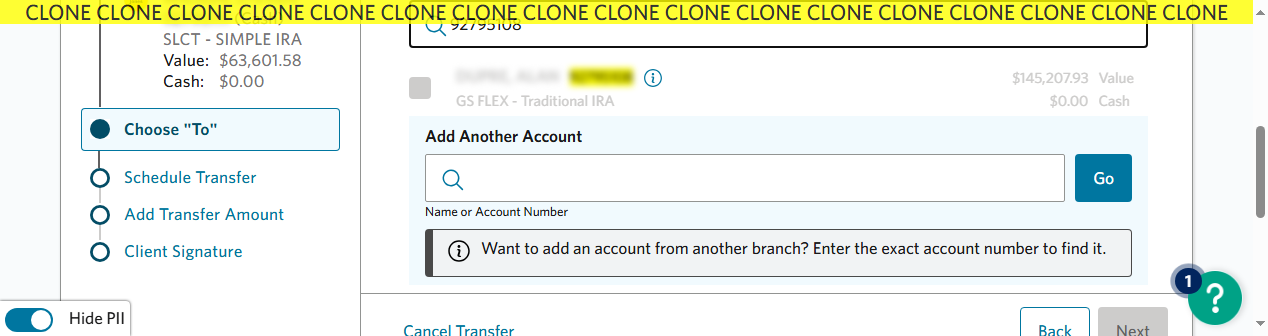 CLONE CLONE CLONE CLONE CLONE CLONE CLONE CLONE CLONE CLONE CLONE CLONE CLONE CLONE CLONE CLONE CLONE
SLCT - SIMPLE IRA
Value: $63,601.58
Cash: $0.00
Choose "To"
Schedule Transfer
Add Transfer Amount
Client Signature
Hide PII
92795108
$145,207.93 Value
GS FLEX - Traditional IRA
$0.00 Cash
Add Another Account
Go
Name or Account Number
Want to add an account from another branch? Enter the exact account number to find it.
Cancel Transfer
Back
Next
1
?